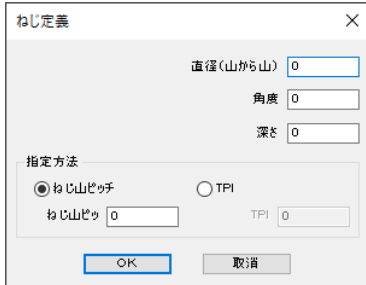 ねじ定義
直径(山から山) 0
角度 0
深さ 0
指定方法
ねじ山ピッチ TPI
ねじ山ピッ 0 TPI 0
OK 取消